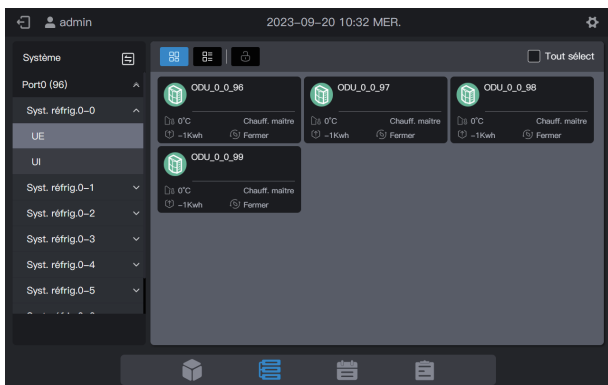 admin
2023-09-20 10:32 MER.
Système
Tout sélect
Port0 (96)
Syst. réfrig.0-0
UE
UI
Syst. réfrig.0-1
Syst. réfrig.0-2
Syst. réfrig.0-3
Syst. réfrig.0-4
Syst. réfrig.0-5
ODU_0_0_96
0°C
Chauff. maître
-1Kwh
Fermer
ODU_0_0_97
0°C
Chauff. maître
-1Kwh
Fermer
ODU_0_0_98
0°C
Chauff. maître
-1Kwh
Fermer
ODU_0_0_99
0°C
Chauff. maître
-1Kwh
Fermer